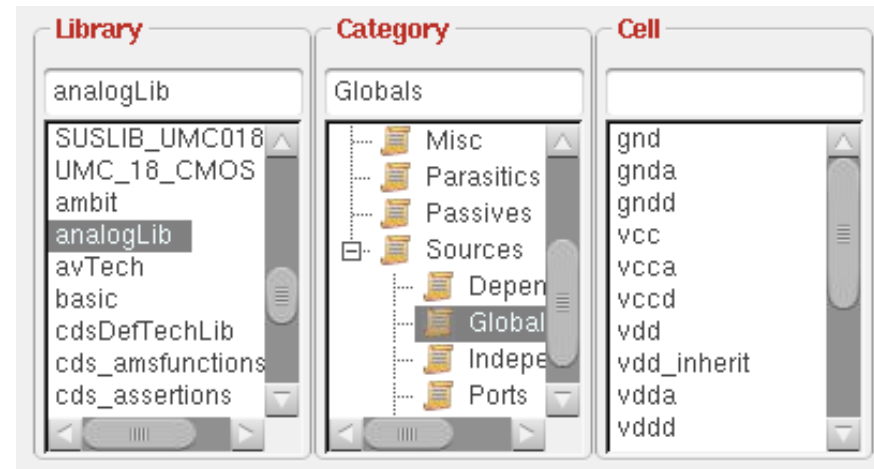 Library
analogLib
SUSLIB_UMC018
UMC_18_CMOS
ambit
analogLib
avTech
basic
cdsDefTechLib
cds_amsfunctions
cds_assertions
Category
Globals
Misc
Parasitics
Passives
Sources
Depen
Global
Indepe
Ports
Cell
gnd
gnda
gndd
vcc
vcca
vccd
vdd
vdd_inherit
vdda
vddd